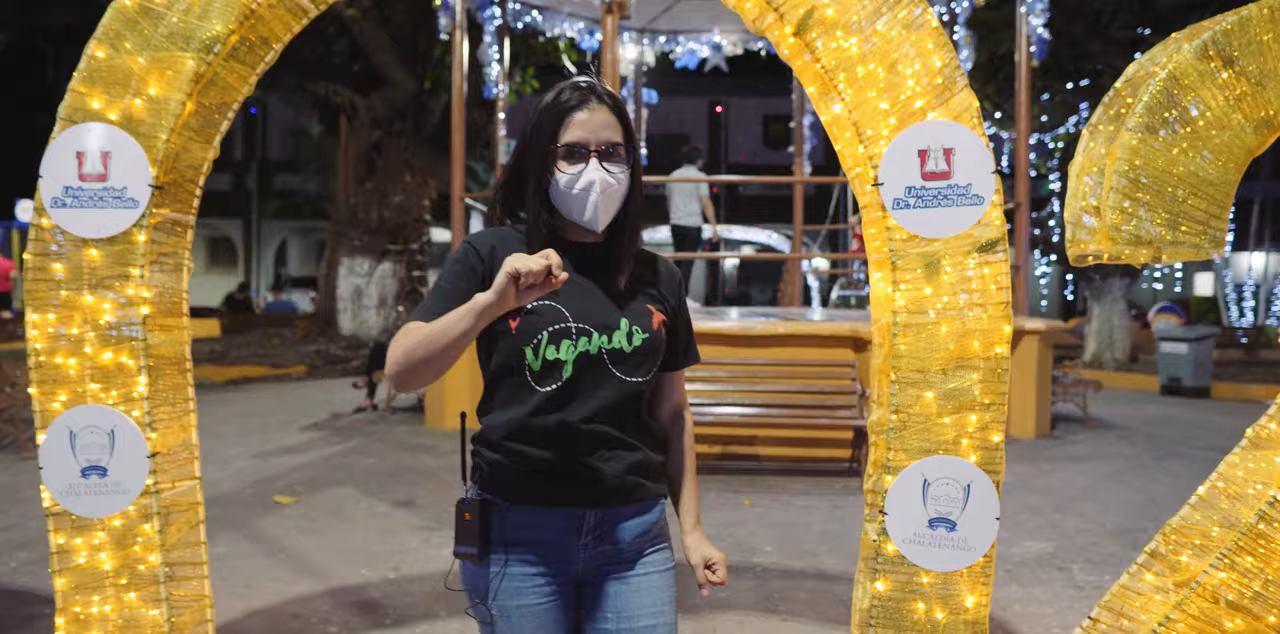 Universidad
Dr. Andrés Bello
ALCALDÍA DE
CHALATENANGO
Vagando
Universidad
Dr. Andrés Bello
ALCALDÍA DE
CHALATENANGO